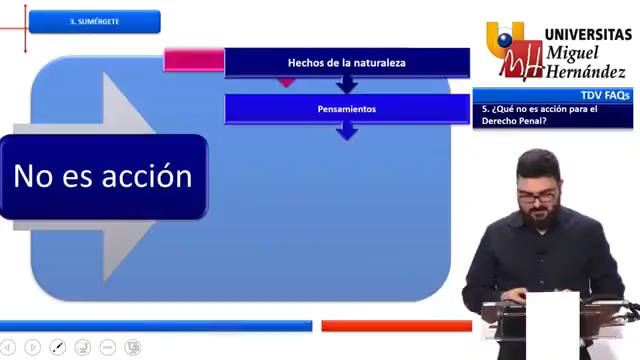 3. SUMÉRGETE
Hechos de la naturaleza
Pensamientos
No es acción
UNIVERSITAS
Miguel
Hernández
TDV FAQs
5. ¿Qué no es acción para el
Derecho Penal?